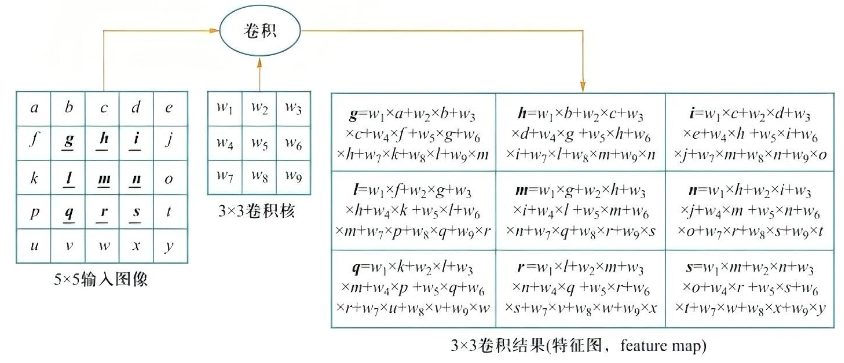 卷积
a b c d e
f g h i j
k l m n o
p q r s t
u v w x y
5×5输入图像
w₁ w₂ w₃
w₄ w₅ w₆
w₇ w₈ w₉
3×3卷积核
g=w₁×a+w₂×b+w₃
×c+w₄×f+w₅×g+w₆
×h+w₇×k+w₈×l+w₉×m
h=w₁×b+w₂×c+w₃
×d+w₄×g+w₅×h+w₆
×i+w₇×l+w₈×m+w₉×n
i=w₁×c+w₂×d+w₃
×e+w₄×h+w₅×i+w₆
×j+w₇×m+w₈×n+w₉×o
l=w₁×f+w₂×g+w₃
×h+w₄×k+w₅×l+w₆
×m+w₇×p+w₈×q+w₉×r
m=w₁×g+w₂×h+w₃
×i+w₄×l+w₅×m+w₆
×n+w₇×q+w₈×r+w₉×s
n=w₁×h+w₂×i+w₃
×j+w₄×m+w₅×n+w₆
×o+w₇×r+w₈×s+w₉×t
q=w₁×k+w₂×l+w₃
×m+w₄×p+w₅×q+w₆
×r+w₇×u+w₈×v+w₉×w
r=w₁×l+w₂×m+w₃
×n+w₄×q+w₅×r+w₆
×s+w₇×v+w₈×w+w₉×x
s=w₁×m+w₂×n+w₃
×o+w₄×r+w₅×s+w₆
×t+w₇×w+w₈×x+w₉×y
3×3卷积结果(特征图，feature map)